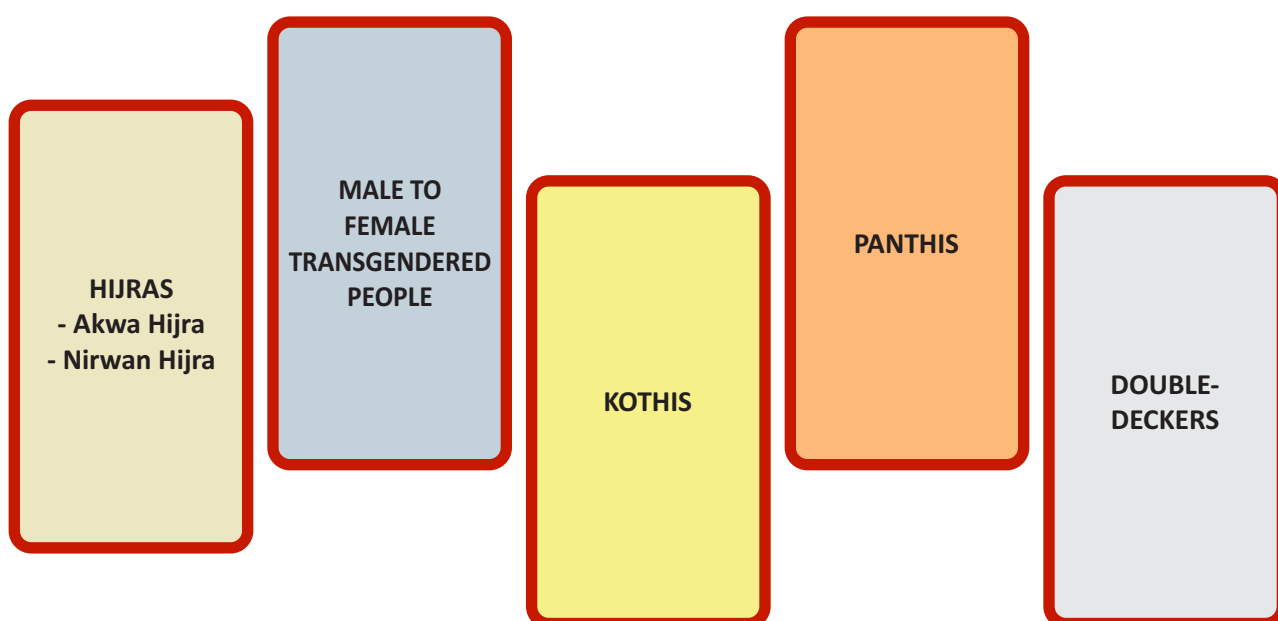 HIJRAS
- Akwa Hijra
- Nirwan Hijra
MALE TO
FEMALE
TRANSGENDERED
PEOPLE
KOTHIS
PANTHIS
DOUBLE-
DECKERS